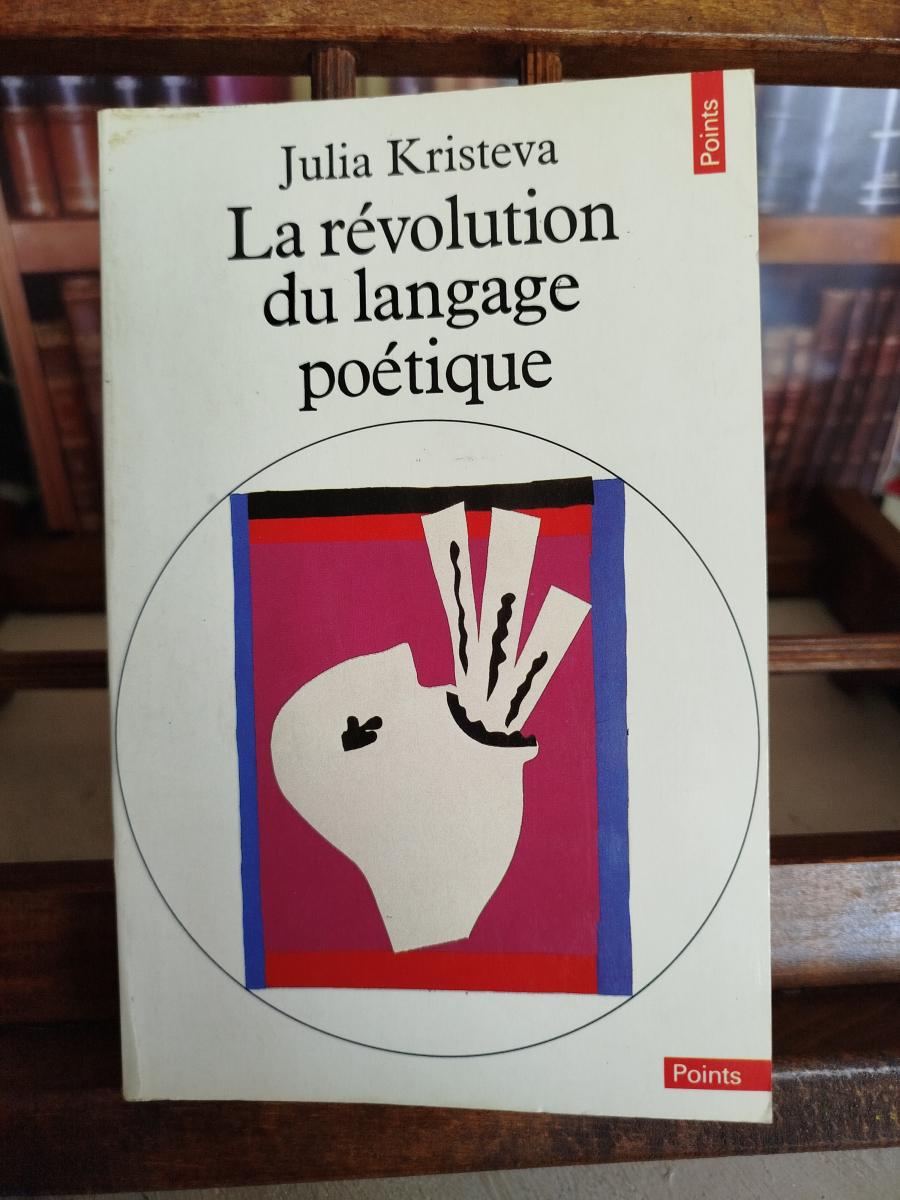 Points
Julia Kristeva
La révolution
du langage
poétique
Points